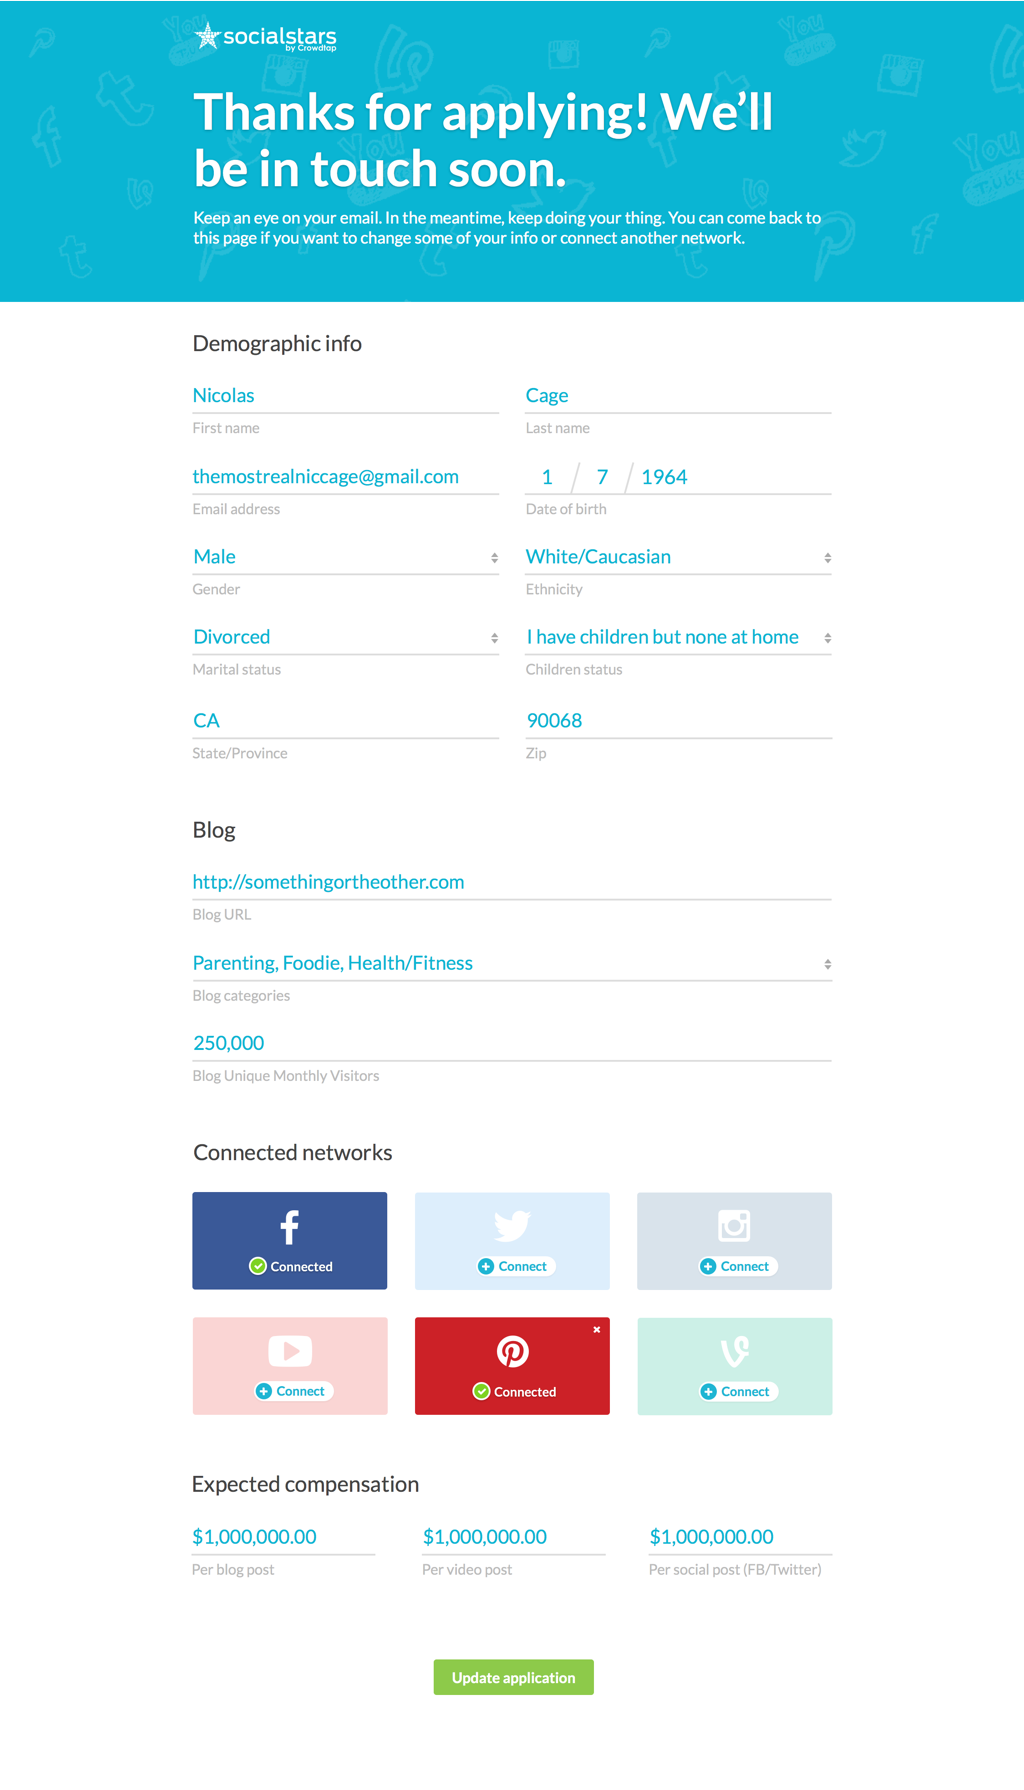 socialstars
by Crowdtap
Thanks for applying! We'll
be in touch soon.
Keep an eye on your email. In the meantime, keep doing your thing. You can come back to
this page if you want to change some of your info or connect another network.
Demographic info
Nicolas
Cage
First name
Last name
themostrealniccage@gmail.com
1 / 7 / 1964
Email address
Date of birth
Male
White/Caucasian
Gender
Ethnicity
Divorced
I have children but none at home
Marital status
Children status
CA
90068
State/Province
Zip
Blog
http://somethingortheother.com
Blog URL
Parenting, Foodie, Health/Fitness
Blog categories
250,000
Blog Unique Monthly Visitors
Connected networks
Connected
Connect
Connect
Connect
Connected
Connect
Expected compensation
$1,000,000.00
$1,000,000.00
$1,000,000.00
Per blog post
Per video post
Per social post (FB/Twitter)
Update application